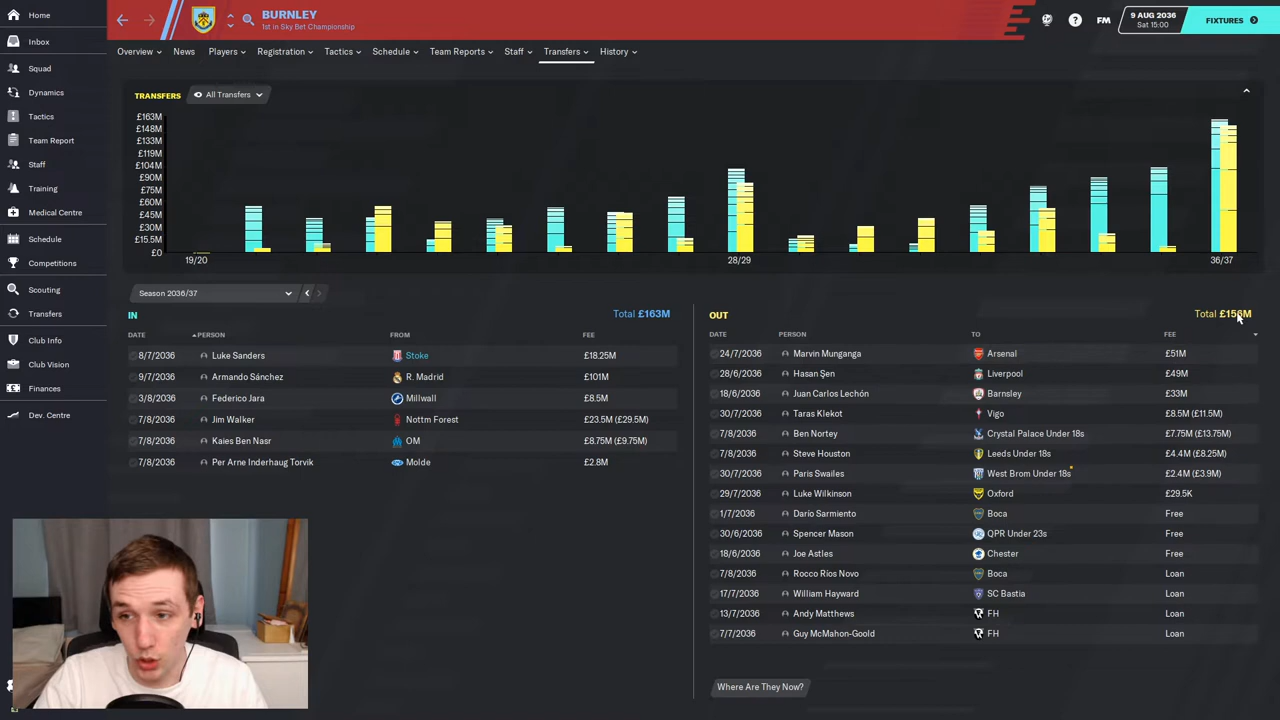 Home
BURNLEY
1st in Sky Bet Championship
FM
9 AUG 2036
Sat 15:00
FIXTURES
Inbox
Squad
Dynamics
Tactics
Team Report
Staff
Training
Medical Centre
Schedule
Competitions
Scouting
Transfers
Club Info
Club Vision
Finances
Dev. Centre
Overview News Players Registration Tactics Schedule Team Reports Staff Transfers History
TRANSFERS All Transfers
£163M
£148M
£133M
£119M
£104M
£90M
£75M
£60M
£45M
£30M
£15.5M
£0
19/20 28/29 36/37
Season 2036/37
IN Total £163M
DATE PERSON FROM FEE
8/7/2036 Luke Sanders Stoke £18.25M
9/7/2036 Armando Sánchez R. Madrid £101M
3/8/2036 Federico Jara Millwall £8.5M
7/8/2036 Jim Walker Nottm Forest £23.5M (£29.5M)
7/8/2036 Kaies Ben Nasr OM £8.75M (£9.75M)
7/8/2036 Per Arne Inderhaug Torvik Molde £2.8M
OUT Total £156M
DATE PERSON TO FEE
24/7/2036 Marvin Munganga Arsenal £51M
28/6/2036 Hasan Şen Liverpool £49M
18/6/2036 Juan Carlos Lechón Barnsley £33M
30/7/2036 Taras Klekot Vigo £8.5M (£11.5M)
7/8/2036 Ben Nortey Crystal Palace Under 18s £7.75M (£13.75M)
7/8/2036 Steve Houston Leeds Under 18s £4.4M (£8.25M)
30/7/2036 Paris Swailes West Brom Under 18s £2.4M (£3.9M)
29/7/2036 Luke Wilkinson Oxford £29.5K
1/7/2036 Darío Sarmiento Boca Free
30/6/2036 Spencer Mason QPR Under 23s Free
18/6/2036 Joe Astles Chester Free
7/8/2036 Rocco Ríos Novo Boca Loan
17/7/2036 William Hayward SC Bastia Loan
13/7/2036 Andy Matthews FH Loan
7/7/2036 Guy McMahon-Goold FH Loan
Where Are They Now?